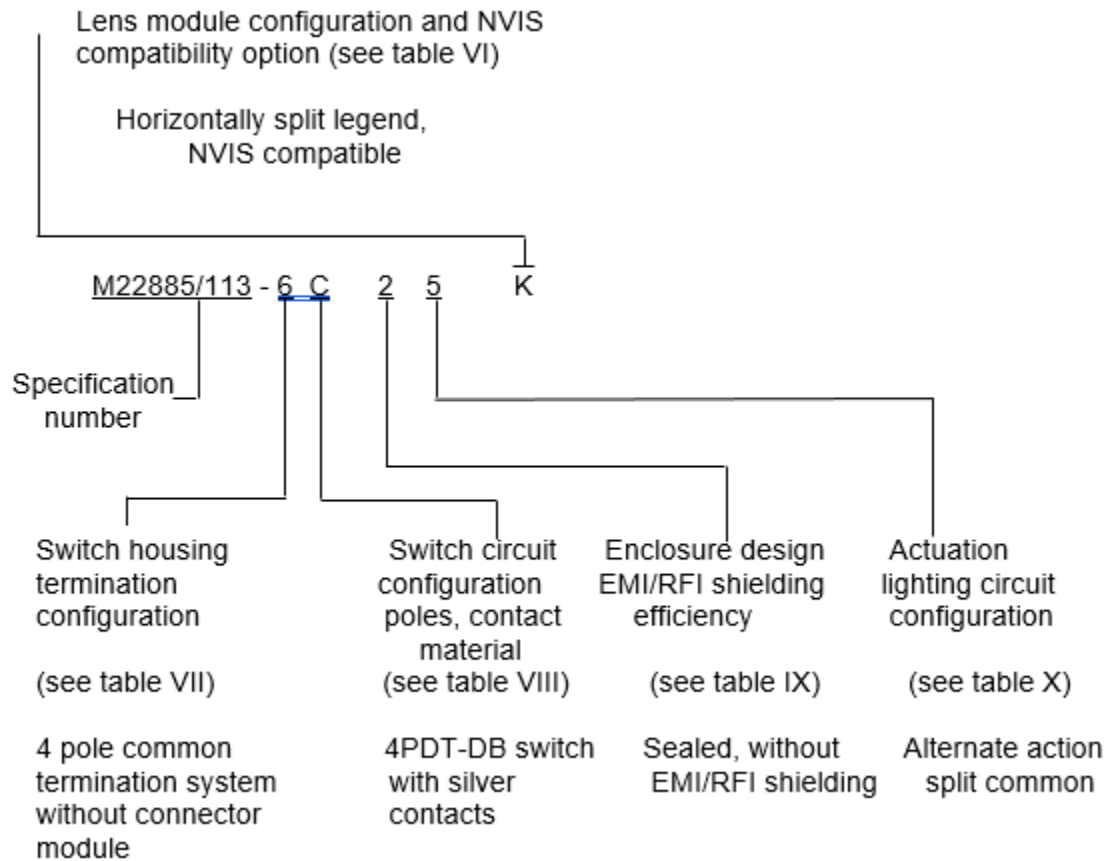 Lens module configuration and NVIS
compatibility option (see table VI)
Horizontally split legend,
NVIS compatible
M22885/113 - 6 C 2 5 K
Specification
number
Switch housing
termination
configuration
(see table VII)
4 pole common
termination system
without connector
module
Switch circuit
configuration
poles, contact
material
(see table VIII)
4PDT-DB switch
with silver
contacts
Enclosure design
EMI/RFI shielding
efficiency
(see table IX)
Sealed, without
EMI/RFI shielding
Actuation
lighting circuit
configuration
(see table X)
Alternate action
split common